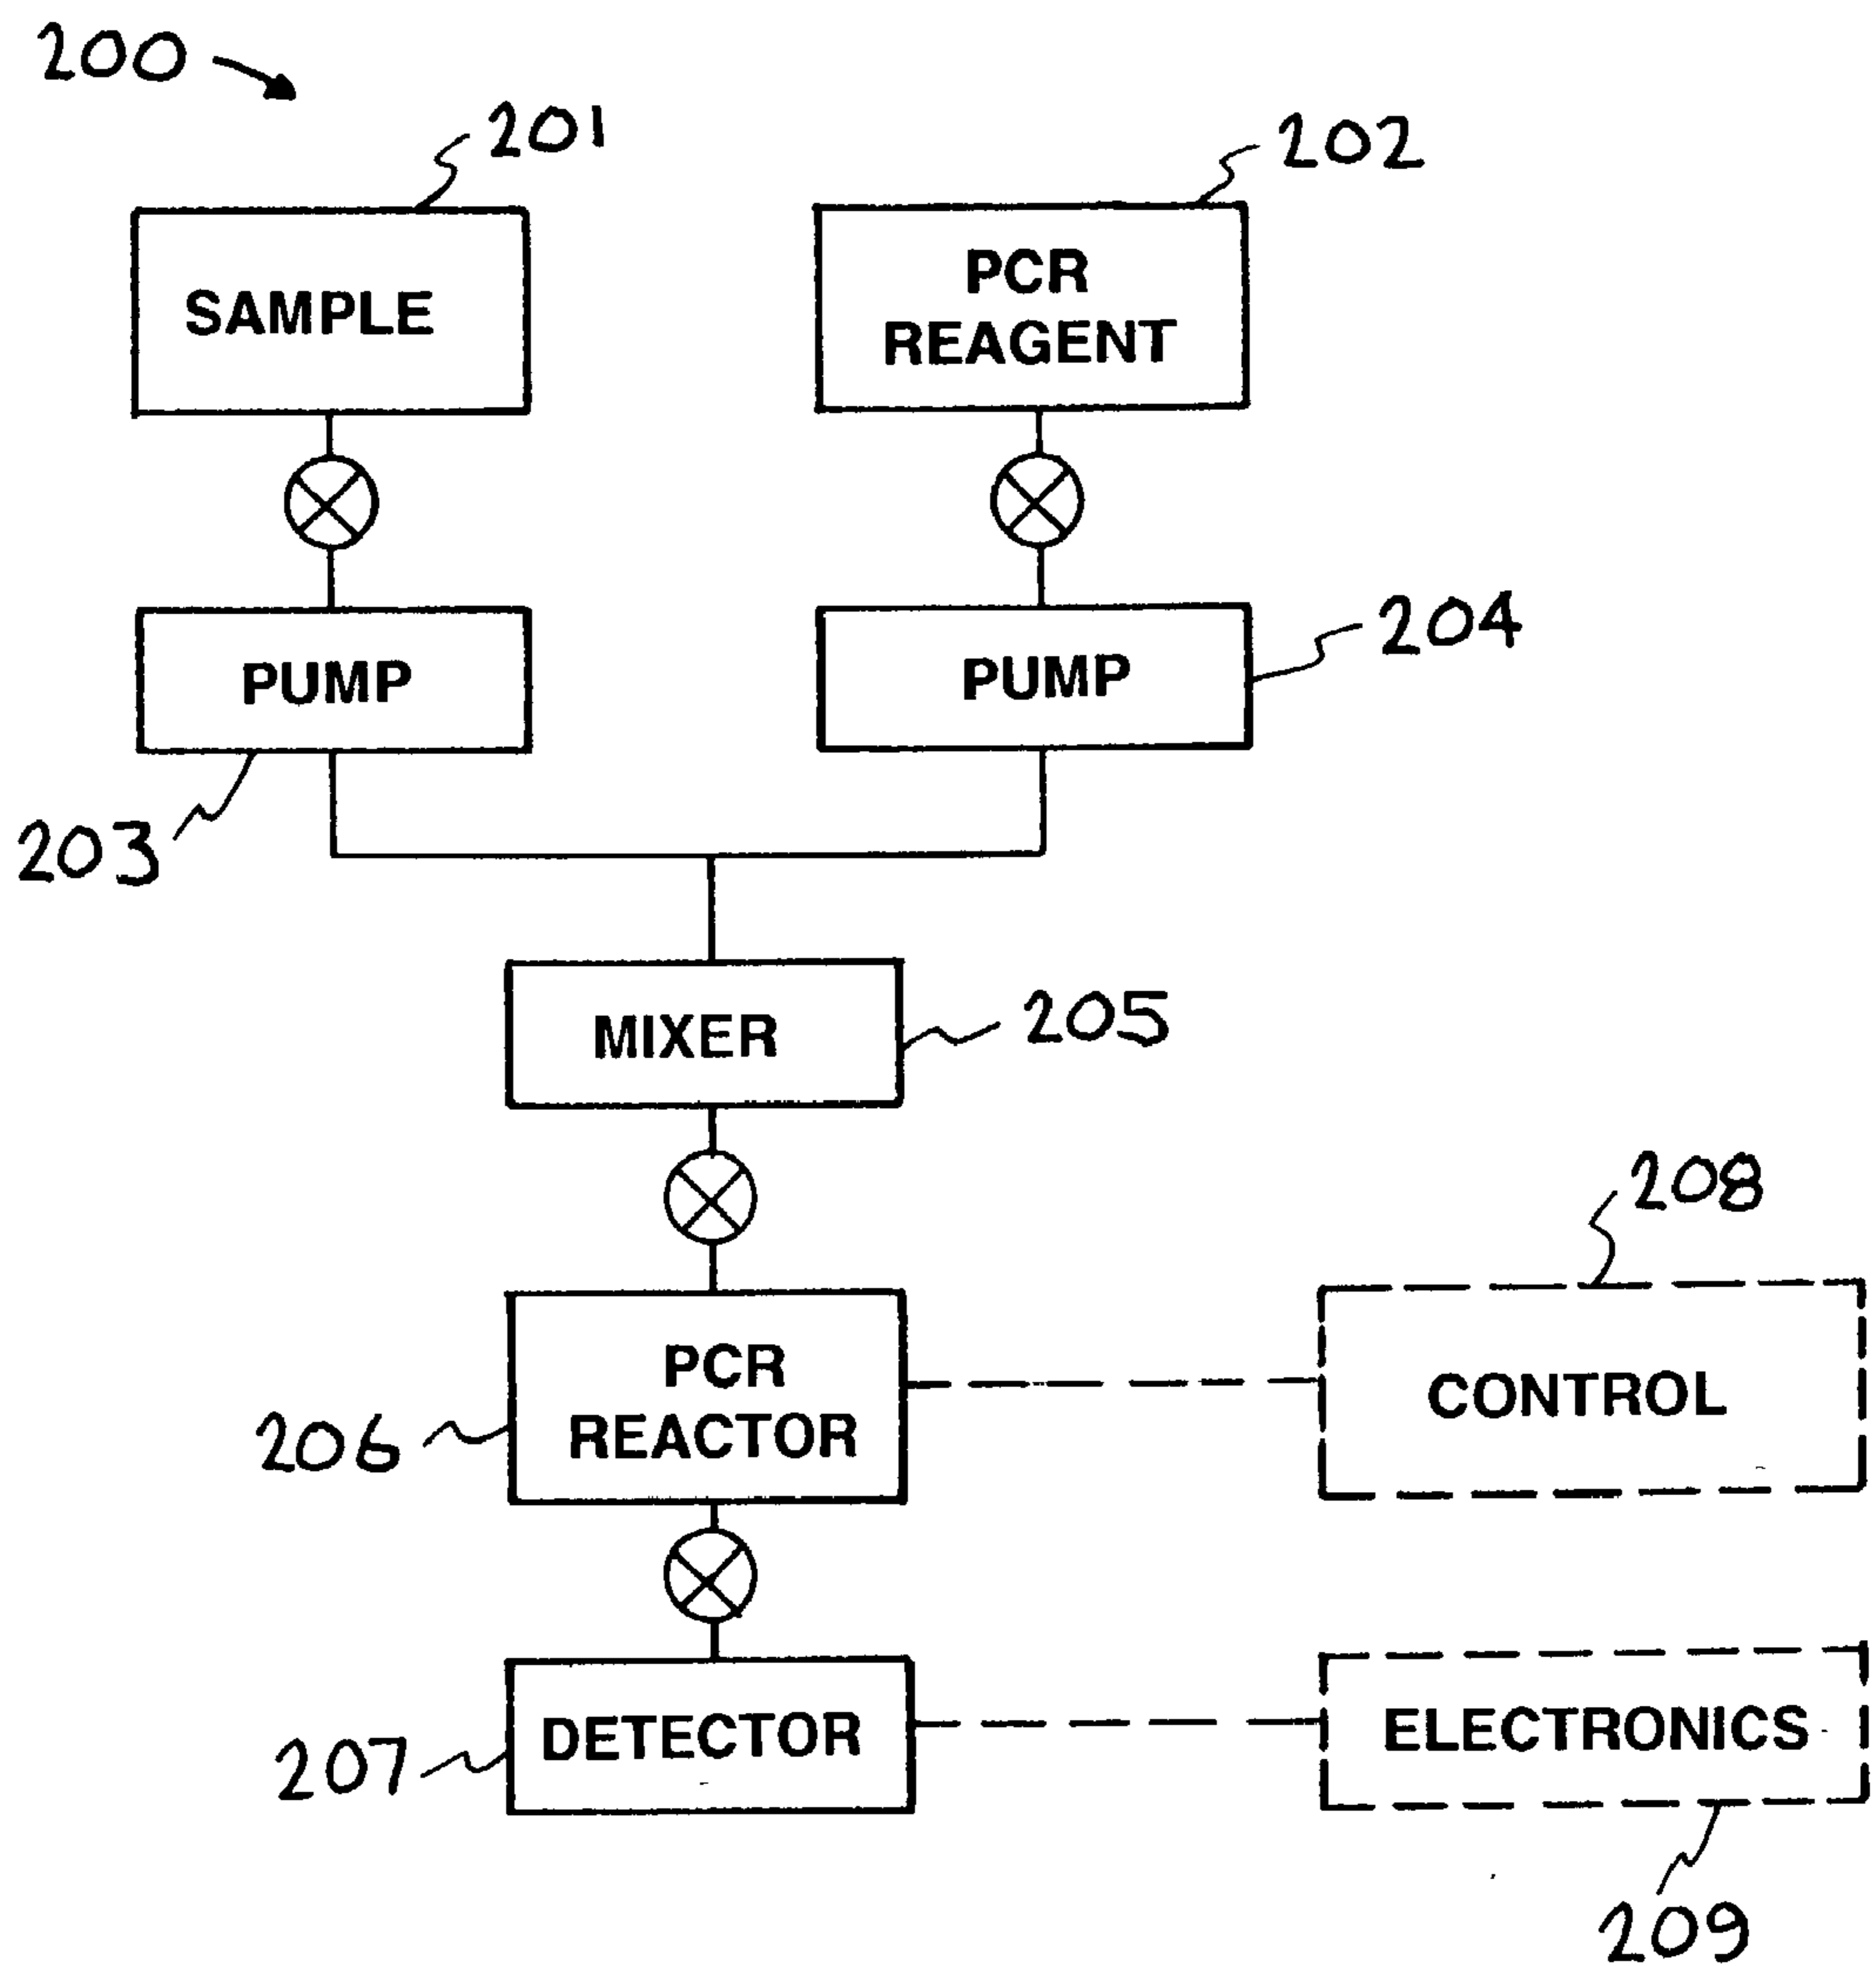 200
201
202
SAMPLE
PCR
REAGENT
PUMP
PUMP
204
203
MIXER
205
208
PCR
REACTOR
CONTROL
206
DETECTOR
ELECTRONICS
207
209